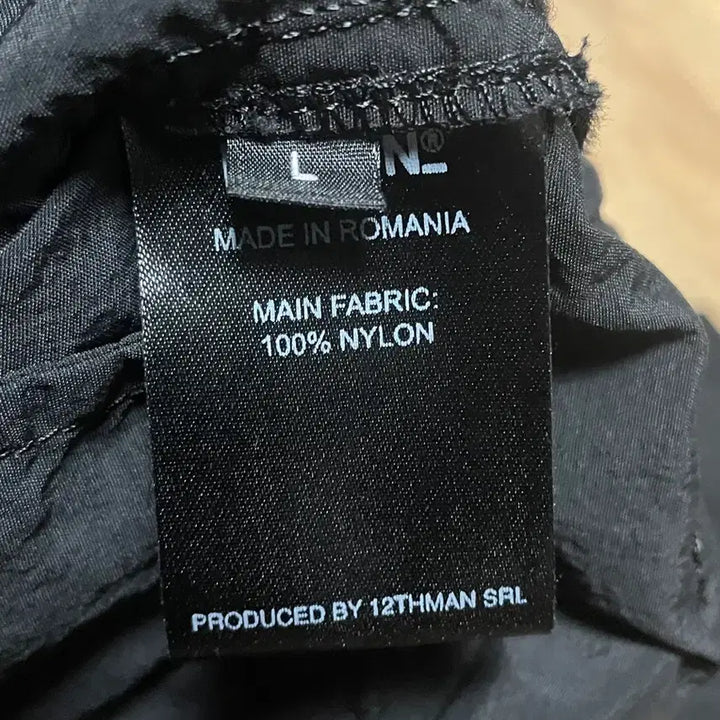 L
MADE IN ROMANIA
MAIN FABRIC:
100% NYLON
PRODUCED BY 12THMAN SRL